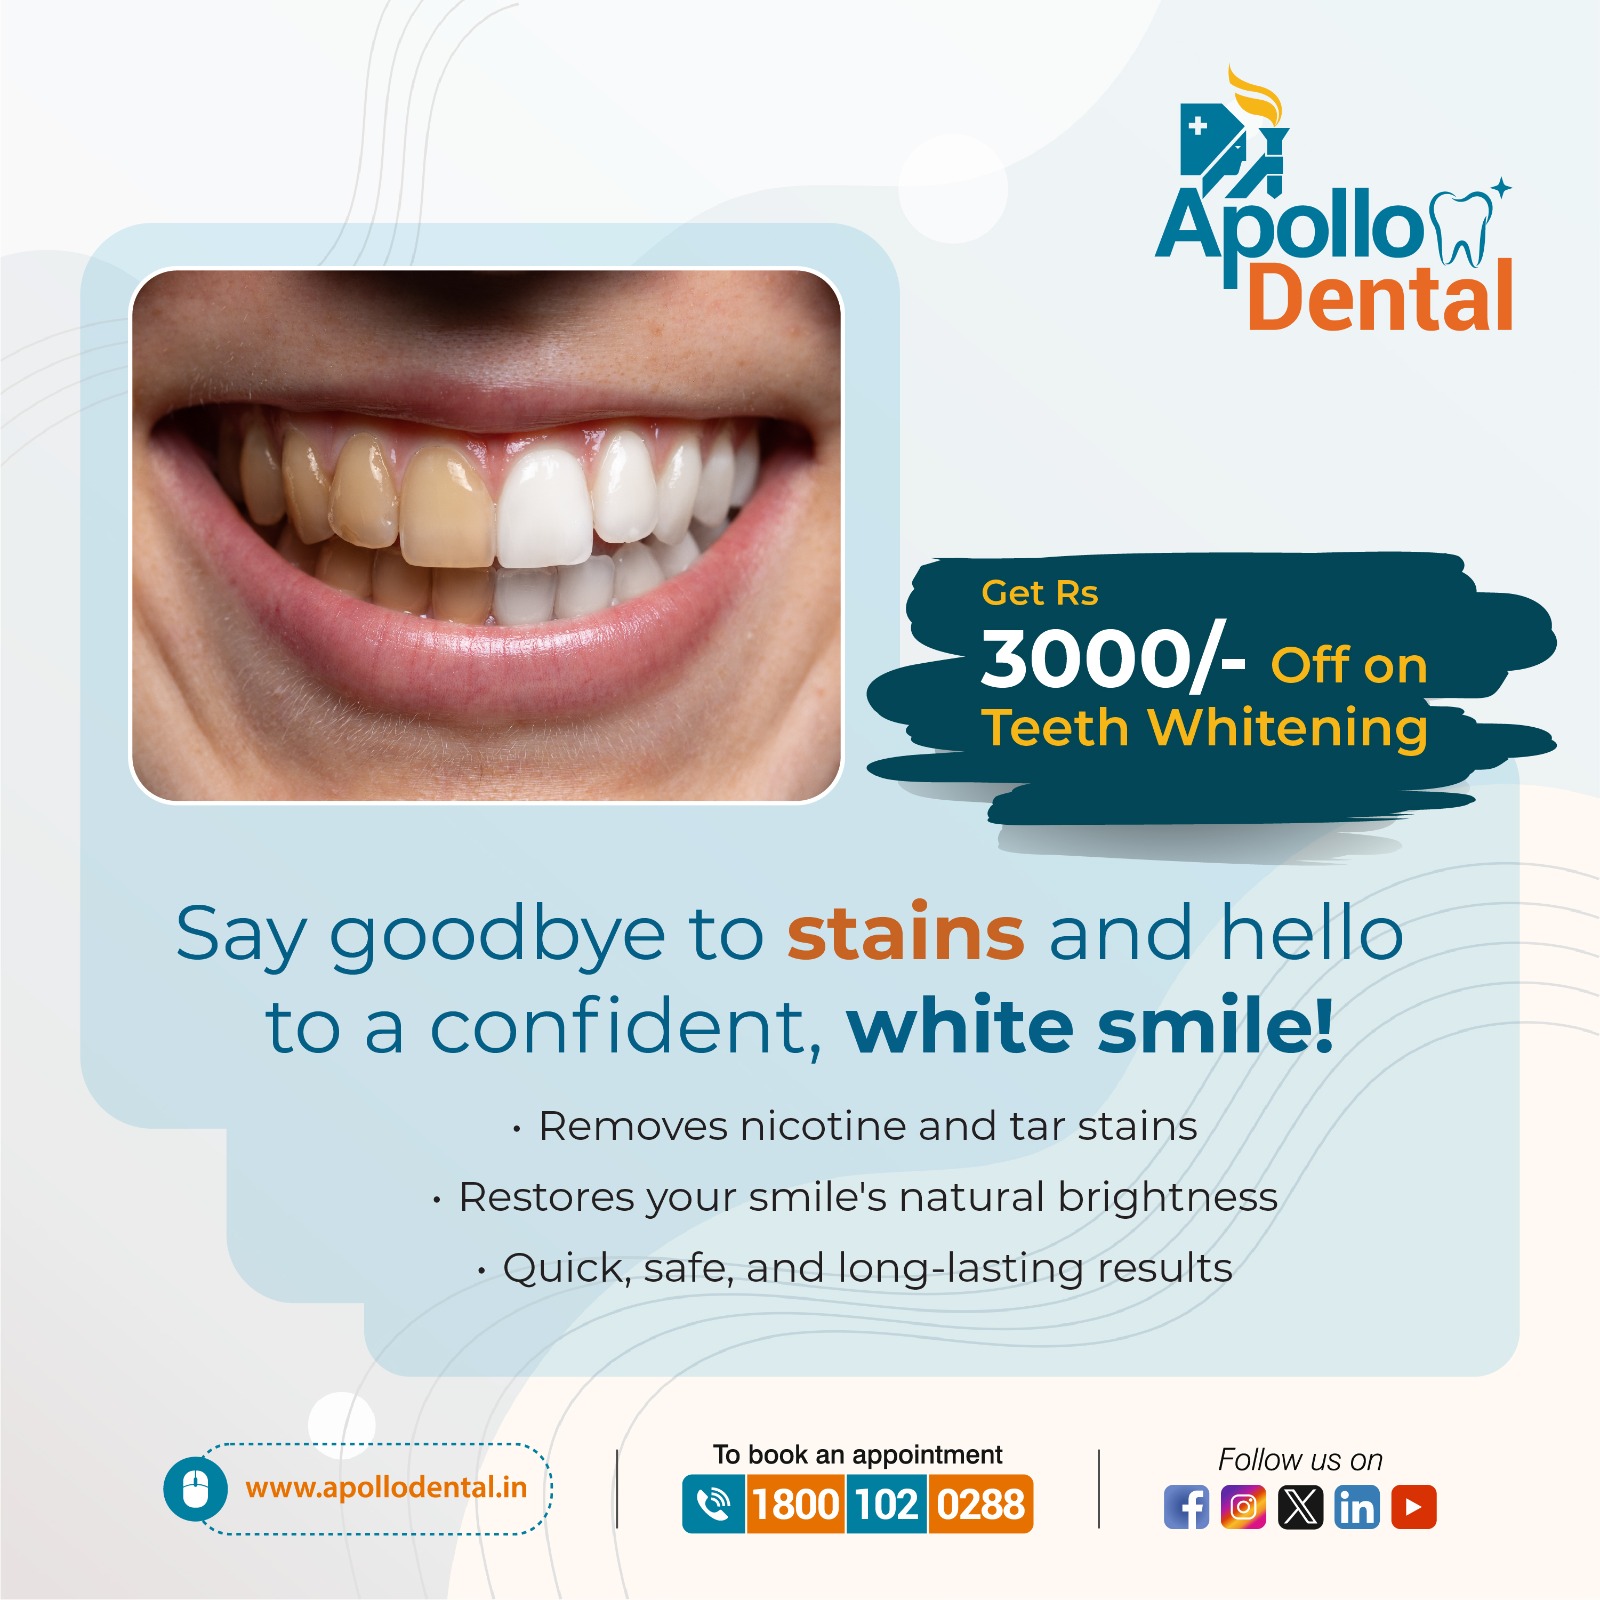 Apollo
Dental
Get Rs
3000/- Off on
Teeth Whitening
Say goodbye to stains and hello
to a confident, white smile!
• Removes nicotine and tar stains
• Restores your smile's natural brightness
• Quick, safe, and long-lasting results
www.apollodental.in
To book an appointment
1800 102 0288
Follow us on